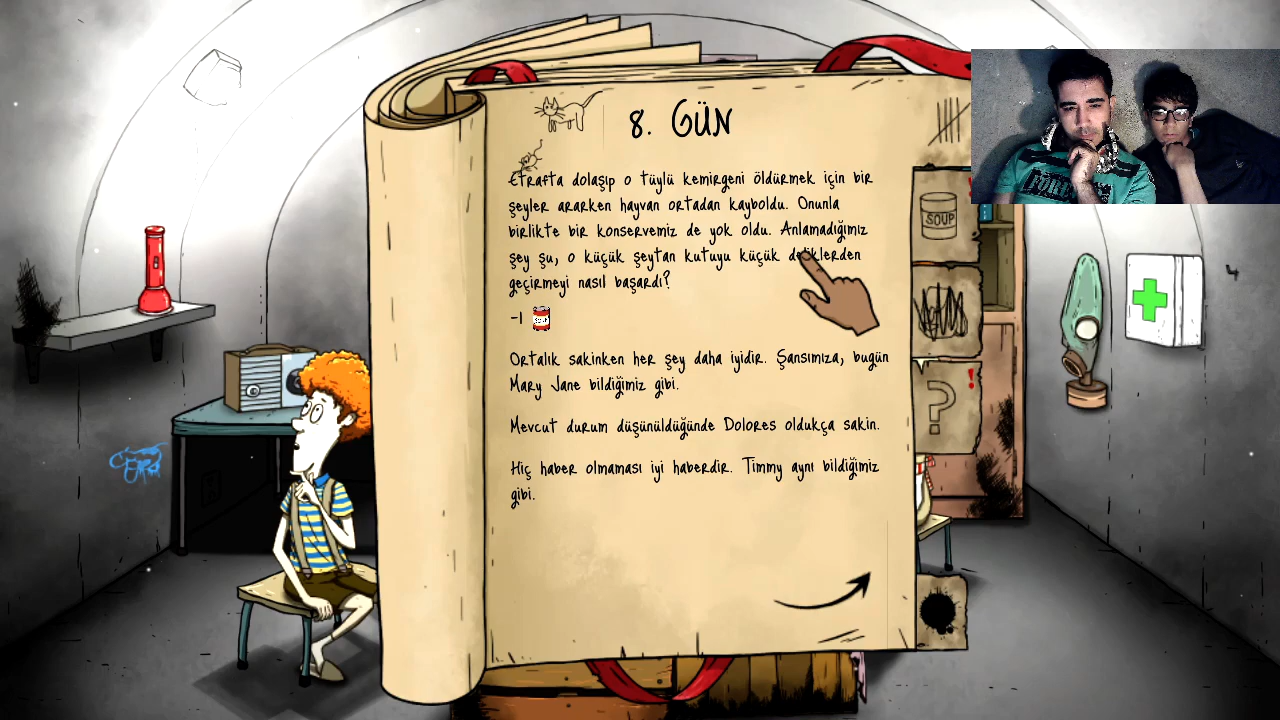 8. GÜN
Etrafta dolaşıp o tüylü kemirgeni öldürmek için bir
şeyler ararken hayvan ortadan kayboldu. Onunla
birlikte bir konservemiz de yok oldu. Anlamadığımız
şey şu, o küçük şeytan kutuyu küçük deliklerden
geçirmeyi nasıl başardı?
-1 SOUP
Ortalık sakinken her şey daha iyidir. Şansımıza, bugün
Mary Jane bildiğimiz gibi.
Mevcut durum düşünüldüğünde Dolores oldukça sakin.
Hiç haber olmaması iyi haberdir. Timmy aynı bildiğimiz
gibi.
SOUP
!
?
!